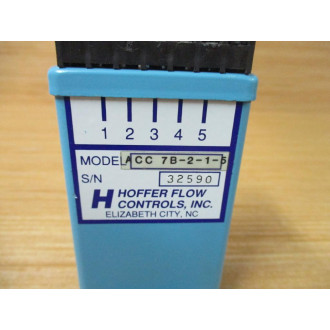 1 2 3 4 5
MODEL ACC 7B-2-1-5
S/N 32590
H HOFFER FLOW
CONTROLS, INC.
ELIZABETH CITY, NC